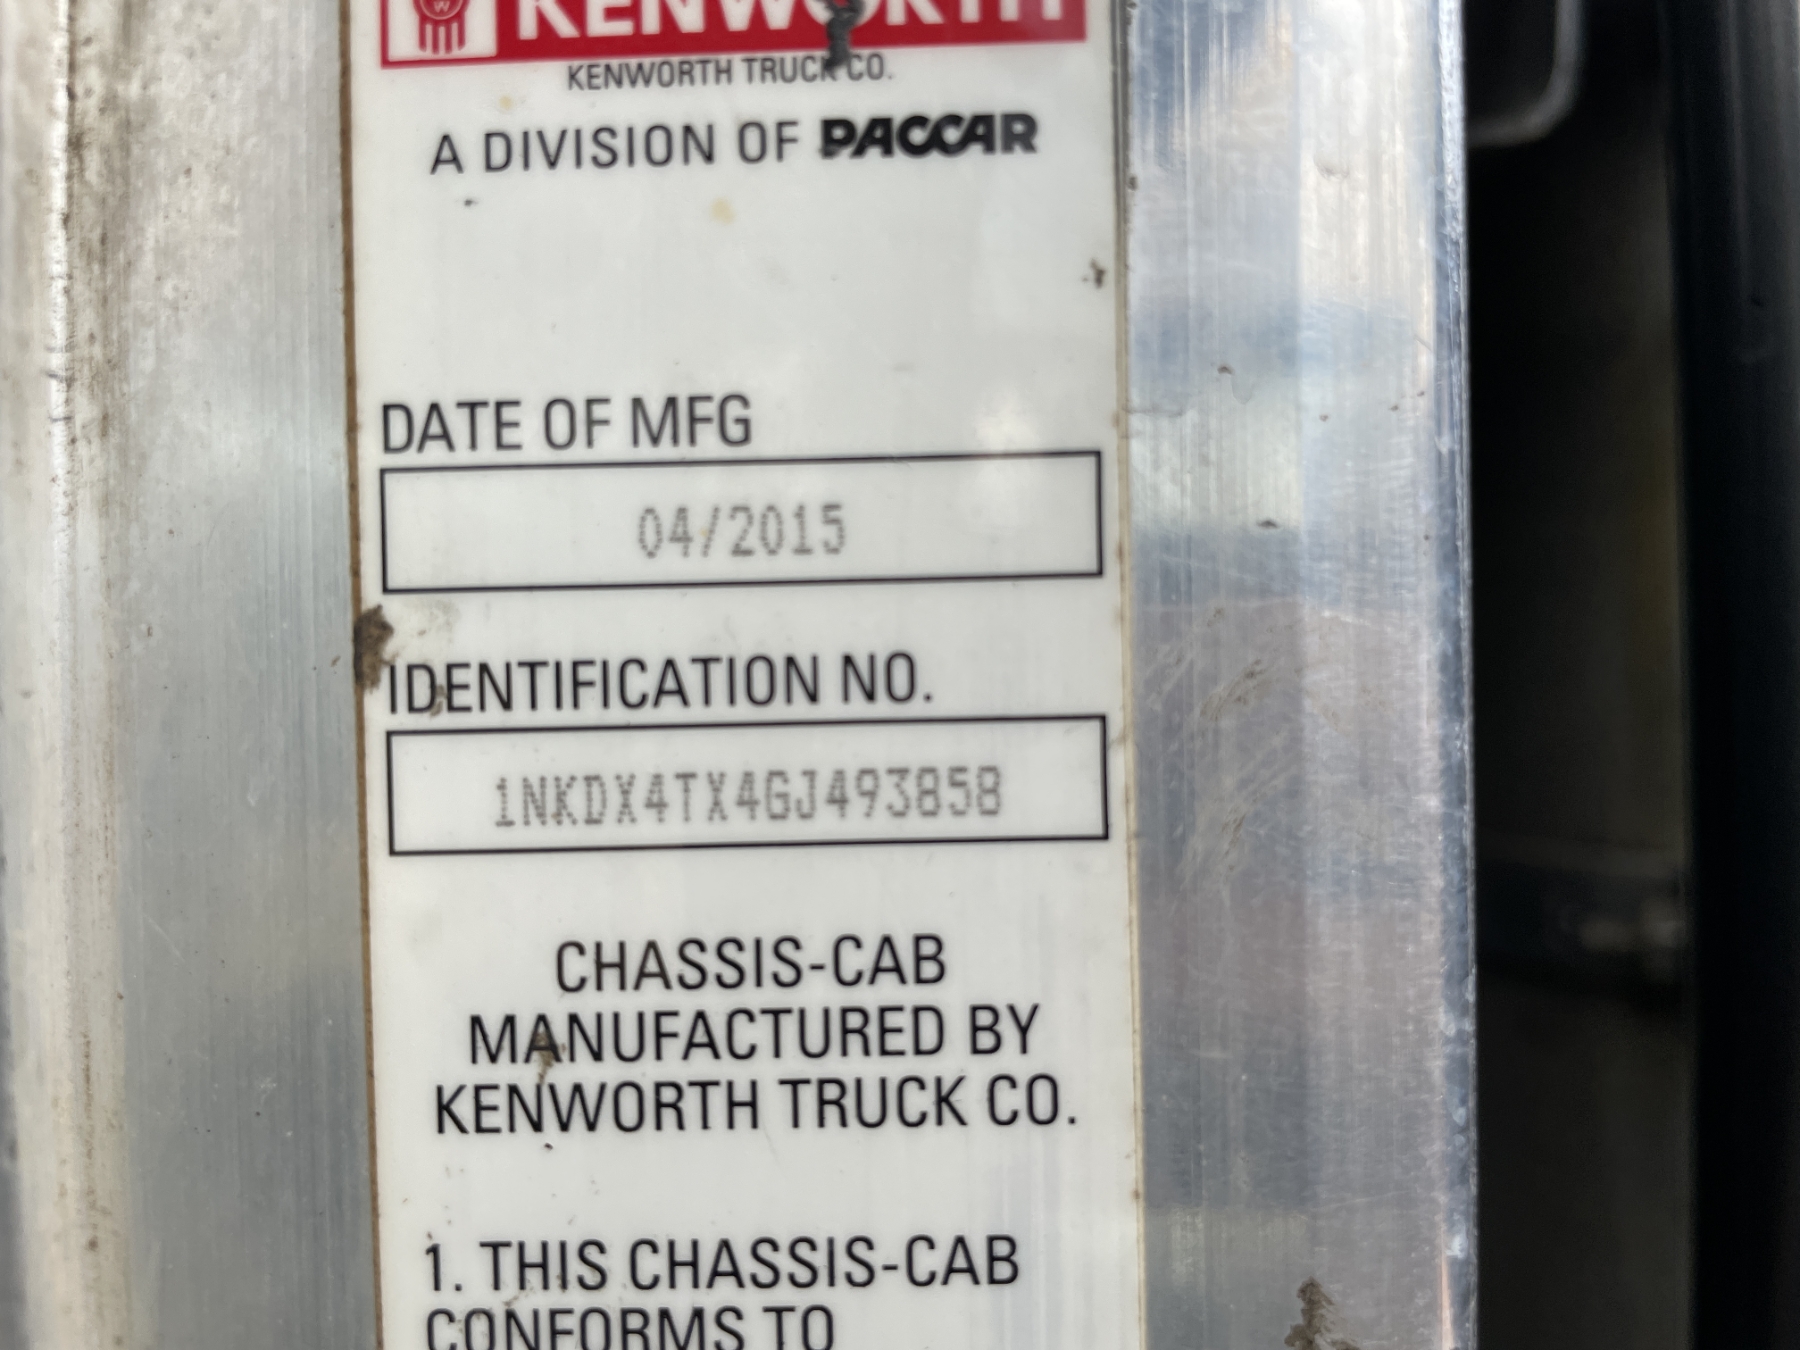 KENWORTH
KENWORTH TRUCK CO.
A DIVISION OF PACCAR
DATE OF MFG
04/2015
IDENTIFICATION NO.
1NKDX4TX4GJ493858
CHASSIS-CAB
MANUFACTURED BY
KENWORTH TRUCK CO.
1. THIS CHASSIS-CAB
CONFORMS TO